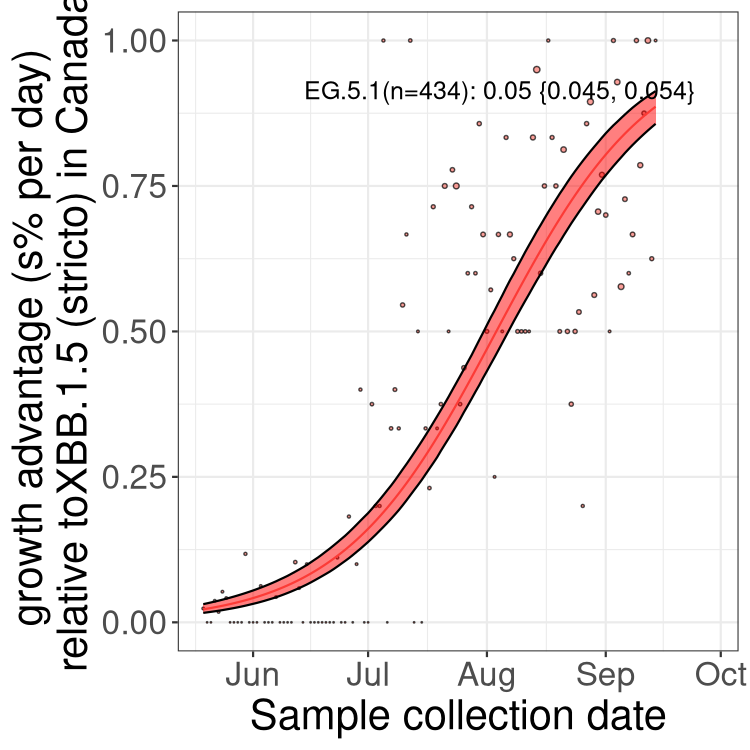 growth advantage (s% per day)
relative toXBB.1.5 (stricto) in Canada
1.00
0.75
0.50
0.25
0.00
EG.5.1(n=434): 0.05 {0.045, 0.054}
Jun Jul Aug Sep Oct
Sample collection date